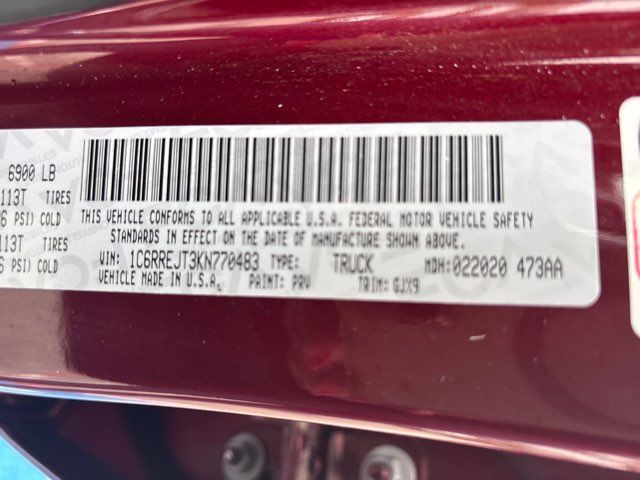 6900 LB
113T TIRES
PSI) COLD
113T TIRES
PSI) COLD
THIS VEHICLE CONFORMS TO ALL APPLICABLE U.S.A. FEDERAL MOTOR VEHICLE SAFETY
STANDARDS IN EFFECT ON THE DATE OF MANUFACTURE SHOWN ABOVE.
VIN: 1C6RREJT3KN770483 TYPE: TRUCK MDH: 022020 473AA
VEHICLE MADE IN U.S.A. PAINT: PRV TRIM: GJX9